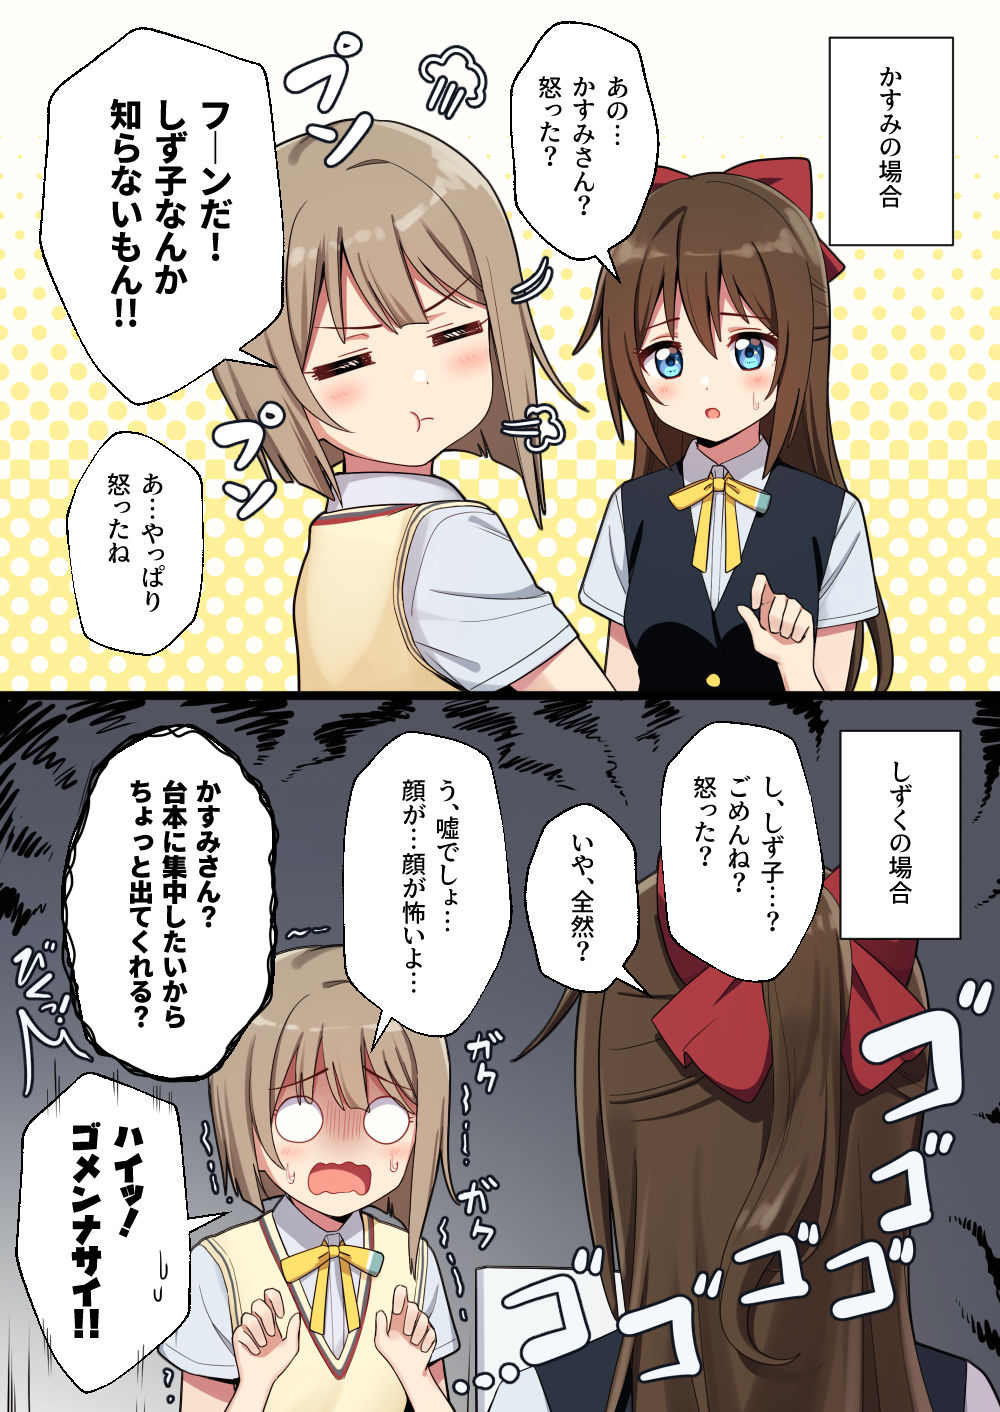 かすみの場合
あの…
かすみさん?
怒った?
プンプン
フーンだ!
しず子なんか
知らないもん!!
プンプン
あ…やっぱり
怒ったね
しずくの場合
し、しず子…?
ごめんね?
怒った?
いや、全然?
う、嘘でしょ…
顔が…顔が怖いよ…
かすみさん?
台本に集中したいから
ちょっと出てくれる?
びくっ!
ガク
ガク
ハイッ!
ゴメンナサイ!!
ゴゴゴゴゴゴ…